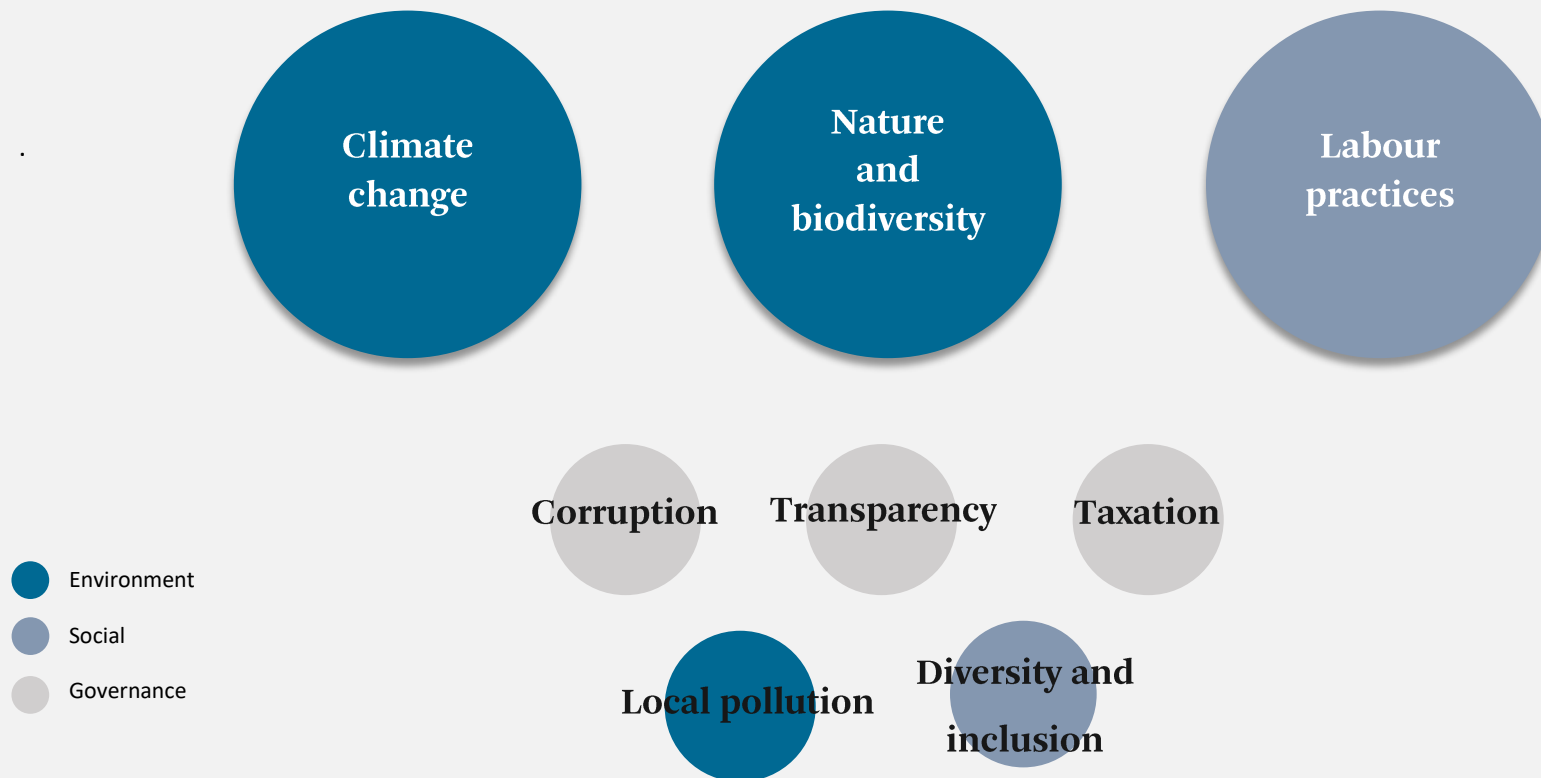 Climate
change
Nature
and
biodiversity
Labour
practices
.
Corruption
Transparency
Taxation
Environment
Social
Governance
Local pollution
Diversity and
inclusion